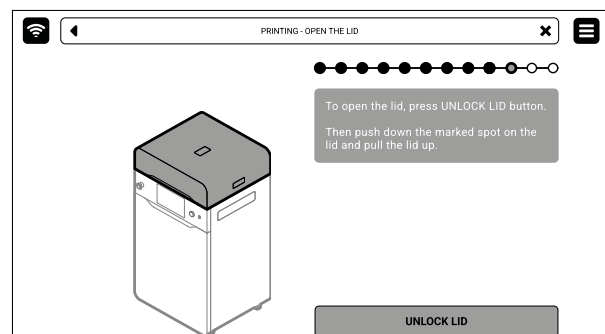 PRINTING - OPEN THE LID
To open the lid, press UNLOCK LID button.
Then push down the marked spot on the
lid and pull the lid up.
UNLOCK LID